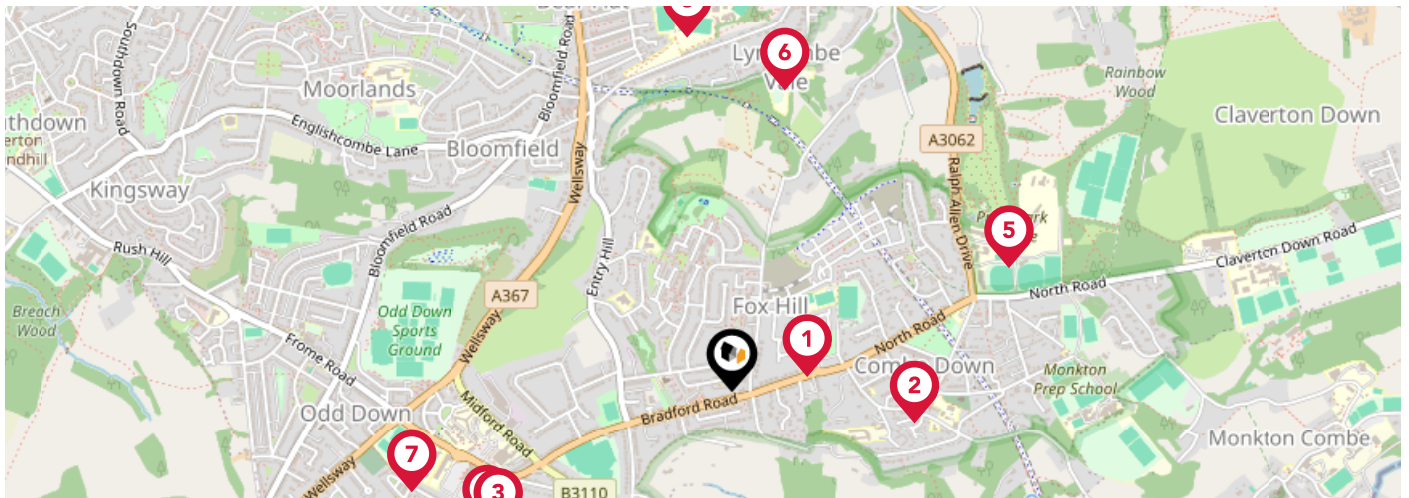 Southdown Road
Moorlands
Bloomfield Road
6
Vale
Rainbow
Wood
Claverton Down
Englishcombe Lane
Bloomfield
A3062
Kingsway
Wellsway
Ralph Allen Drive
Bloomfield Road
5
Rush Hill
Entry Hill
Claverton Down Road
North Road
A367
Fox Hill
Breach
Wood
Odd Down
Sports
Ground
Wellsway
1
North Road
Frome Road
Combe Down
Monkton
Prep School
2
Odd Down
Midford Road
Bradford Road
Monkton Combe
7
Wellsway
3
B3110